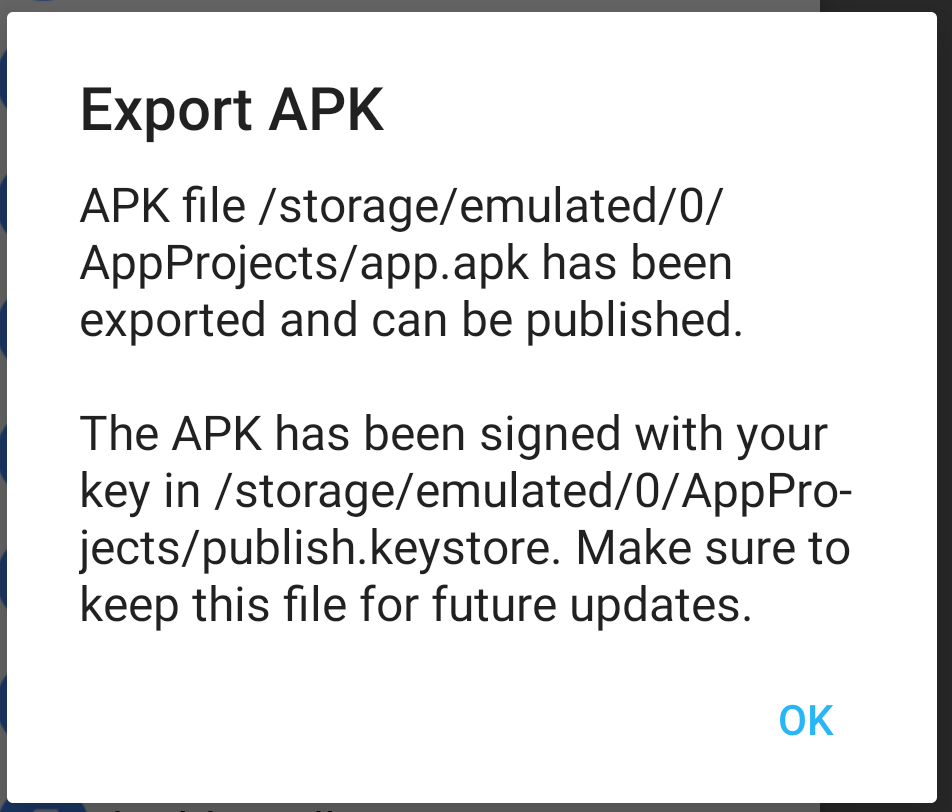 Export APK
APK file /storage/emulated/0/
AppProjects/app.apk has been
exported and can be published.
The APK has been signed with your
key in /storage/emulated/0/AppPro-
jects/publish.keystore. Make sure to
keep this file for future updates.
OK